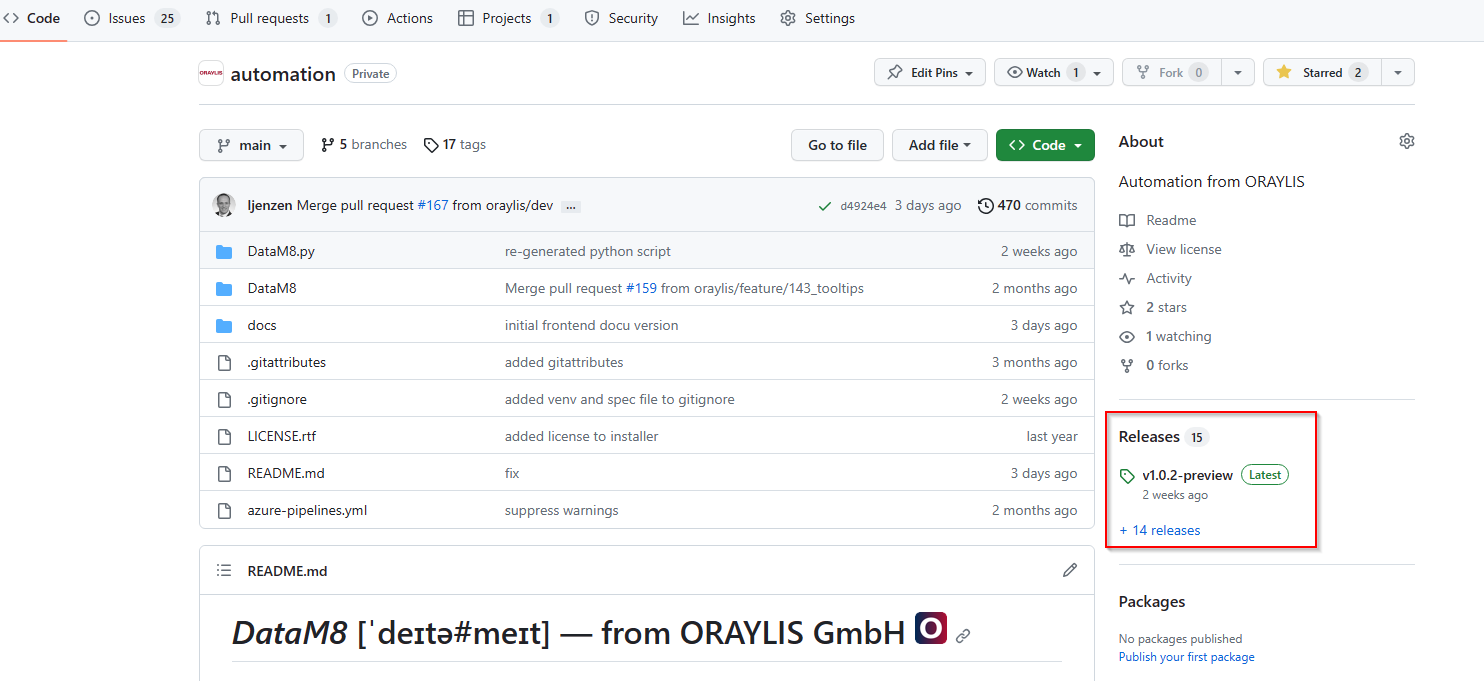 Code Issues 25 Pull requests 1 Actions Projects 1 Security Insights Settings
ORAYLIS automation Private Edit Pins Watch 1 Fork 0 Starred 2
main 5 branches 17 tags Go to file Add file Code
ljenzen Merge pull request #167 from oraylis/dev ... d4924e4 3 days ago 470 commits
DataM8.py re-generated python script 2 weeks ago
DataM8 Merge pull request #159 from oraylis/feature/143_tooltips 2 months ago
docs initial frontend docu version 3 days ago
.gitattributes added gitattributes 3 months ago
.gitignore added venv and spec file to gitignore 2 weeks ago
LICENSE.rtf added license to installer last year
README.md fix 3 days ago
azure-pipelines.yml suppress warnings 2 months ago
README.md
DataM8 [ˈdeɪtə#meɪt] — from ORAYLIS GmbH
About
Automation from ORAYLIS
Readme
View license
Activity
2 stars
1 watching
0 forks
Releases 15
v1.0.2-preview Latest
2 weeks ago
+ 14 releases
Packages
No packages published
Publish your first package